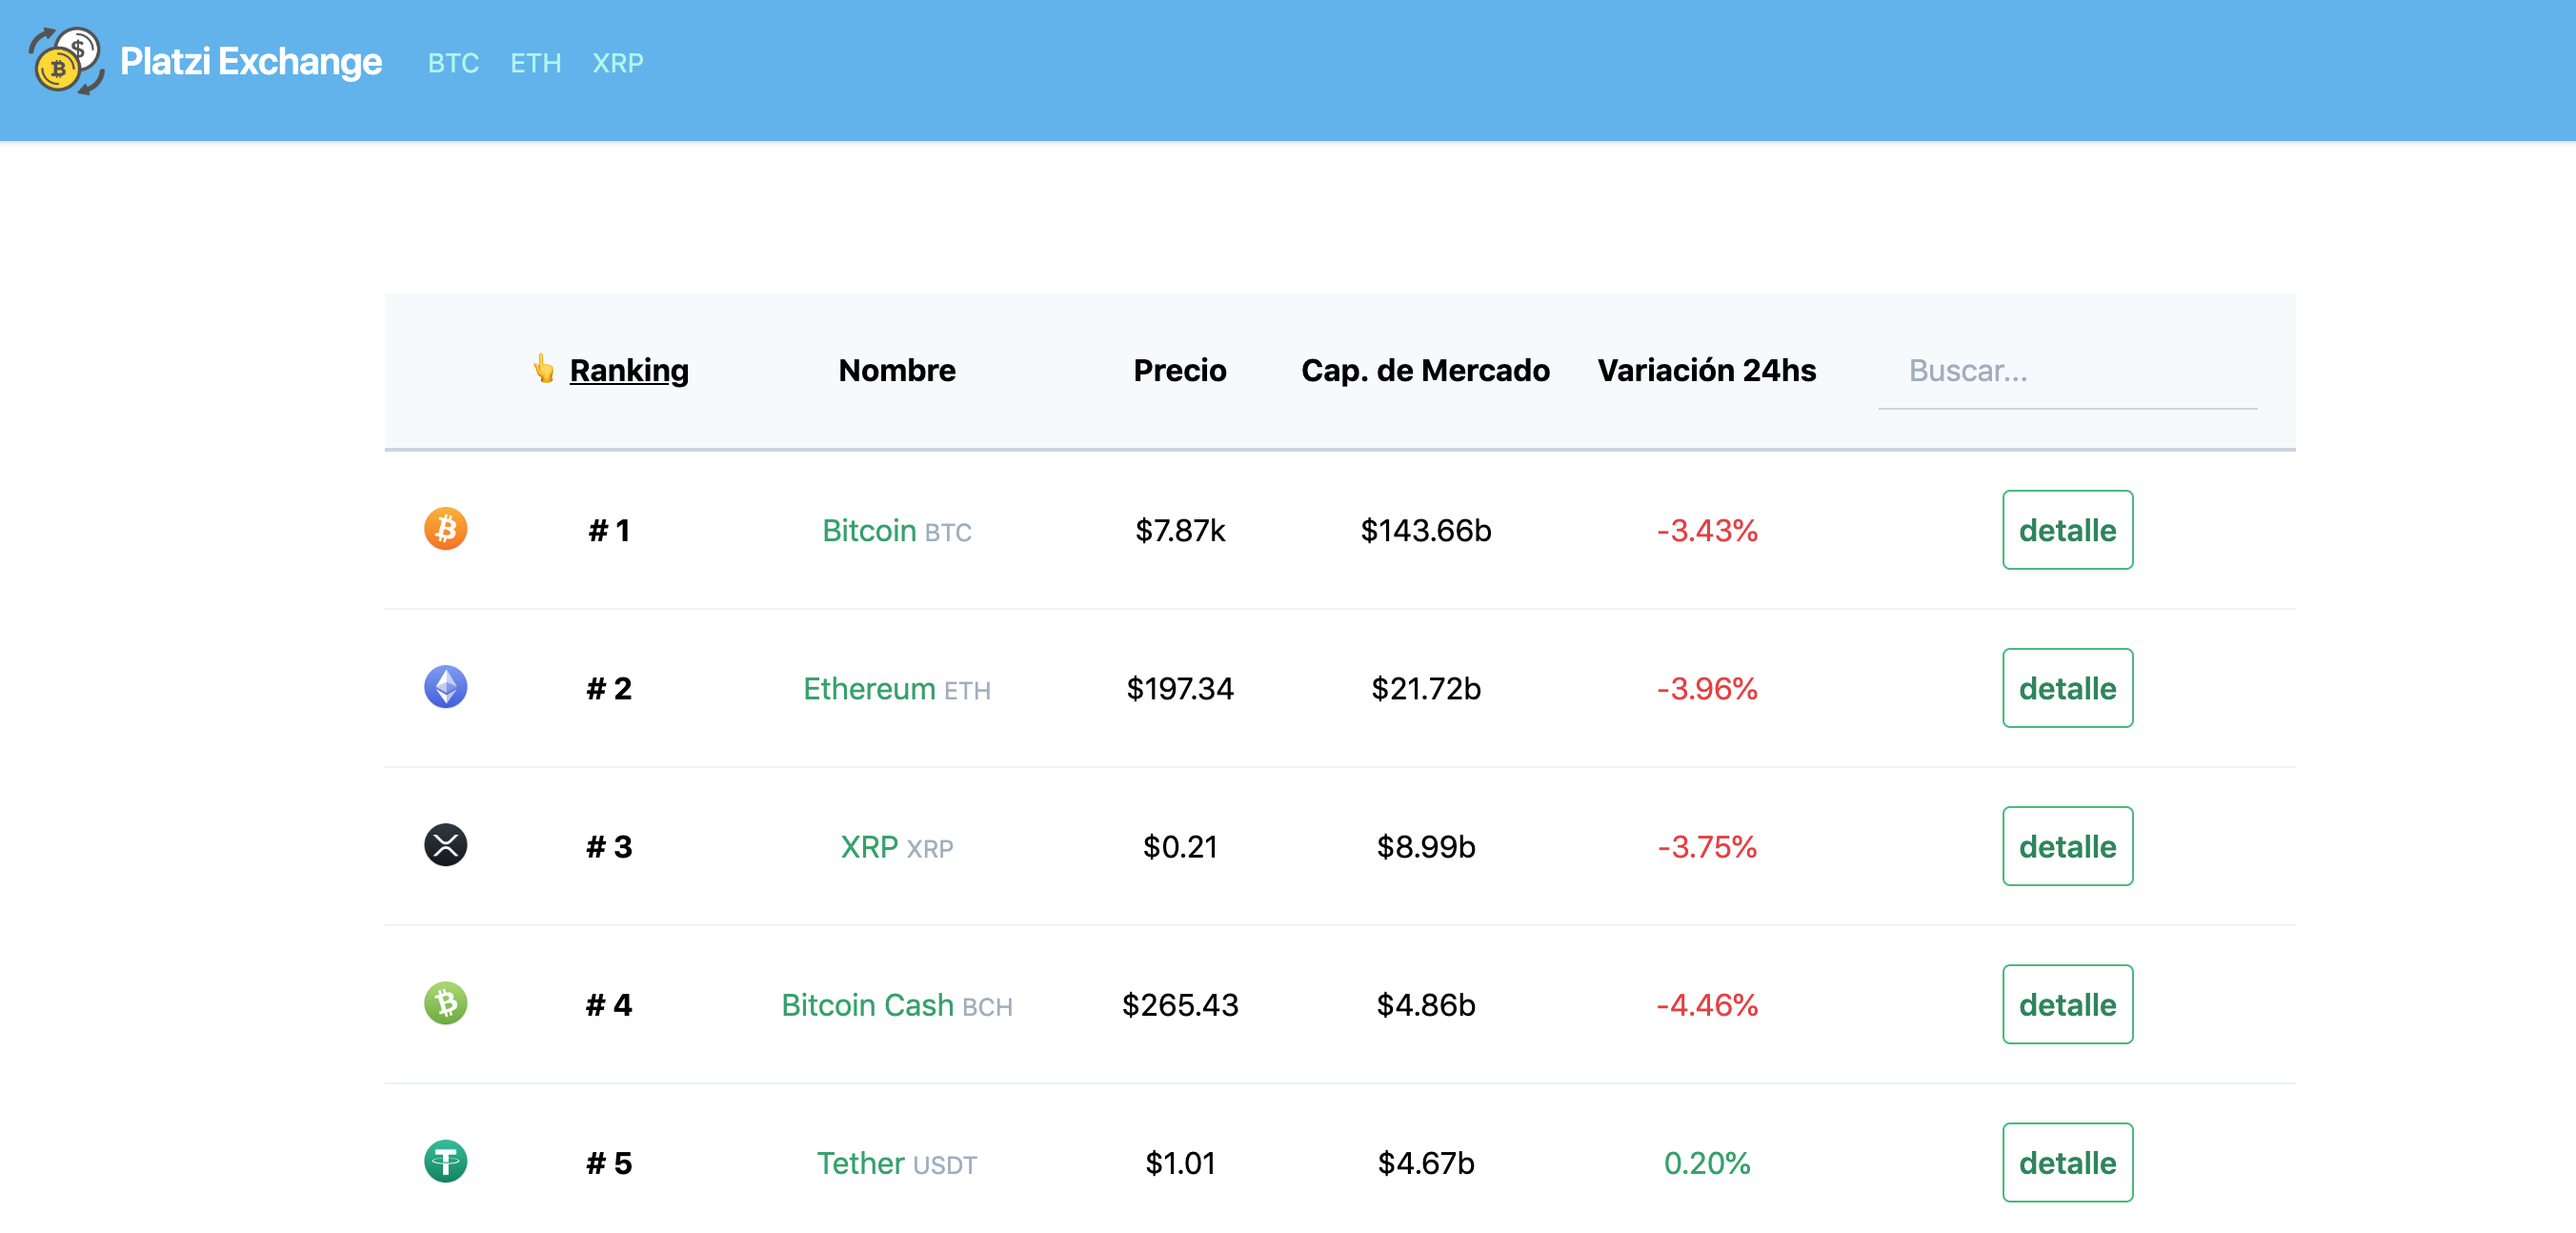 Platzi Exchange BTC ETH XRP
👆 Ranking Nombre Precio Cap. de Mercado Variación 24hs Buscar...
# 1 Bitcoin BTC $7.87k $143.66b -3.43% detalle
# 2 Ethereum ETH $197.34 $21.72b -3.96% detalle
# 3 XRP XRP $0.21 $8.99b -3.75% detalle
# 4 Bitcoin Cash BCH $265.43 $4.86b -4.46% detalle
# 5 Tether USDT $1.01 $4.67b 0.20% detalle